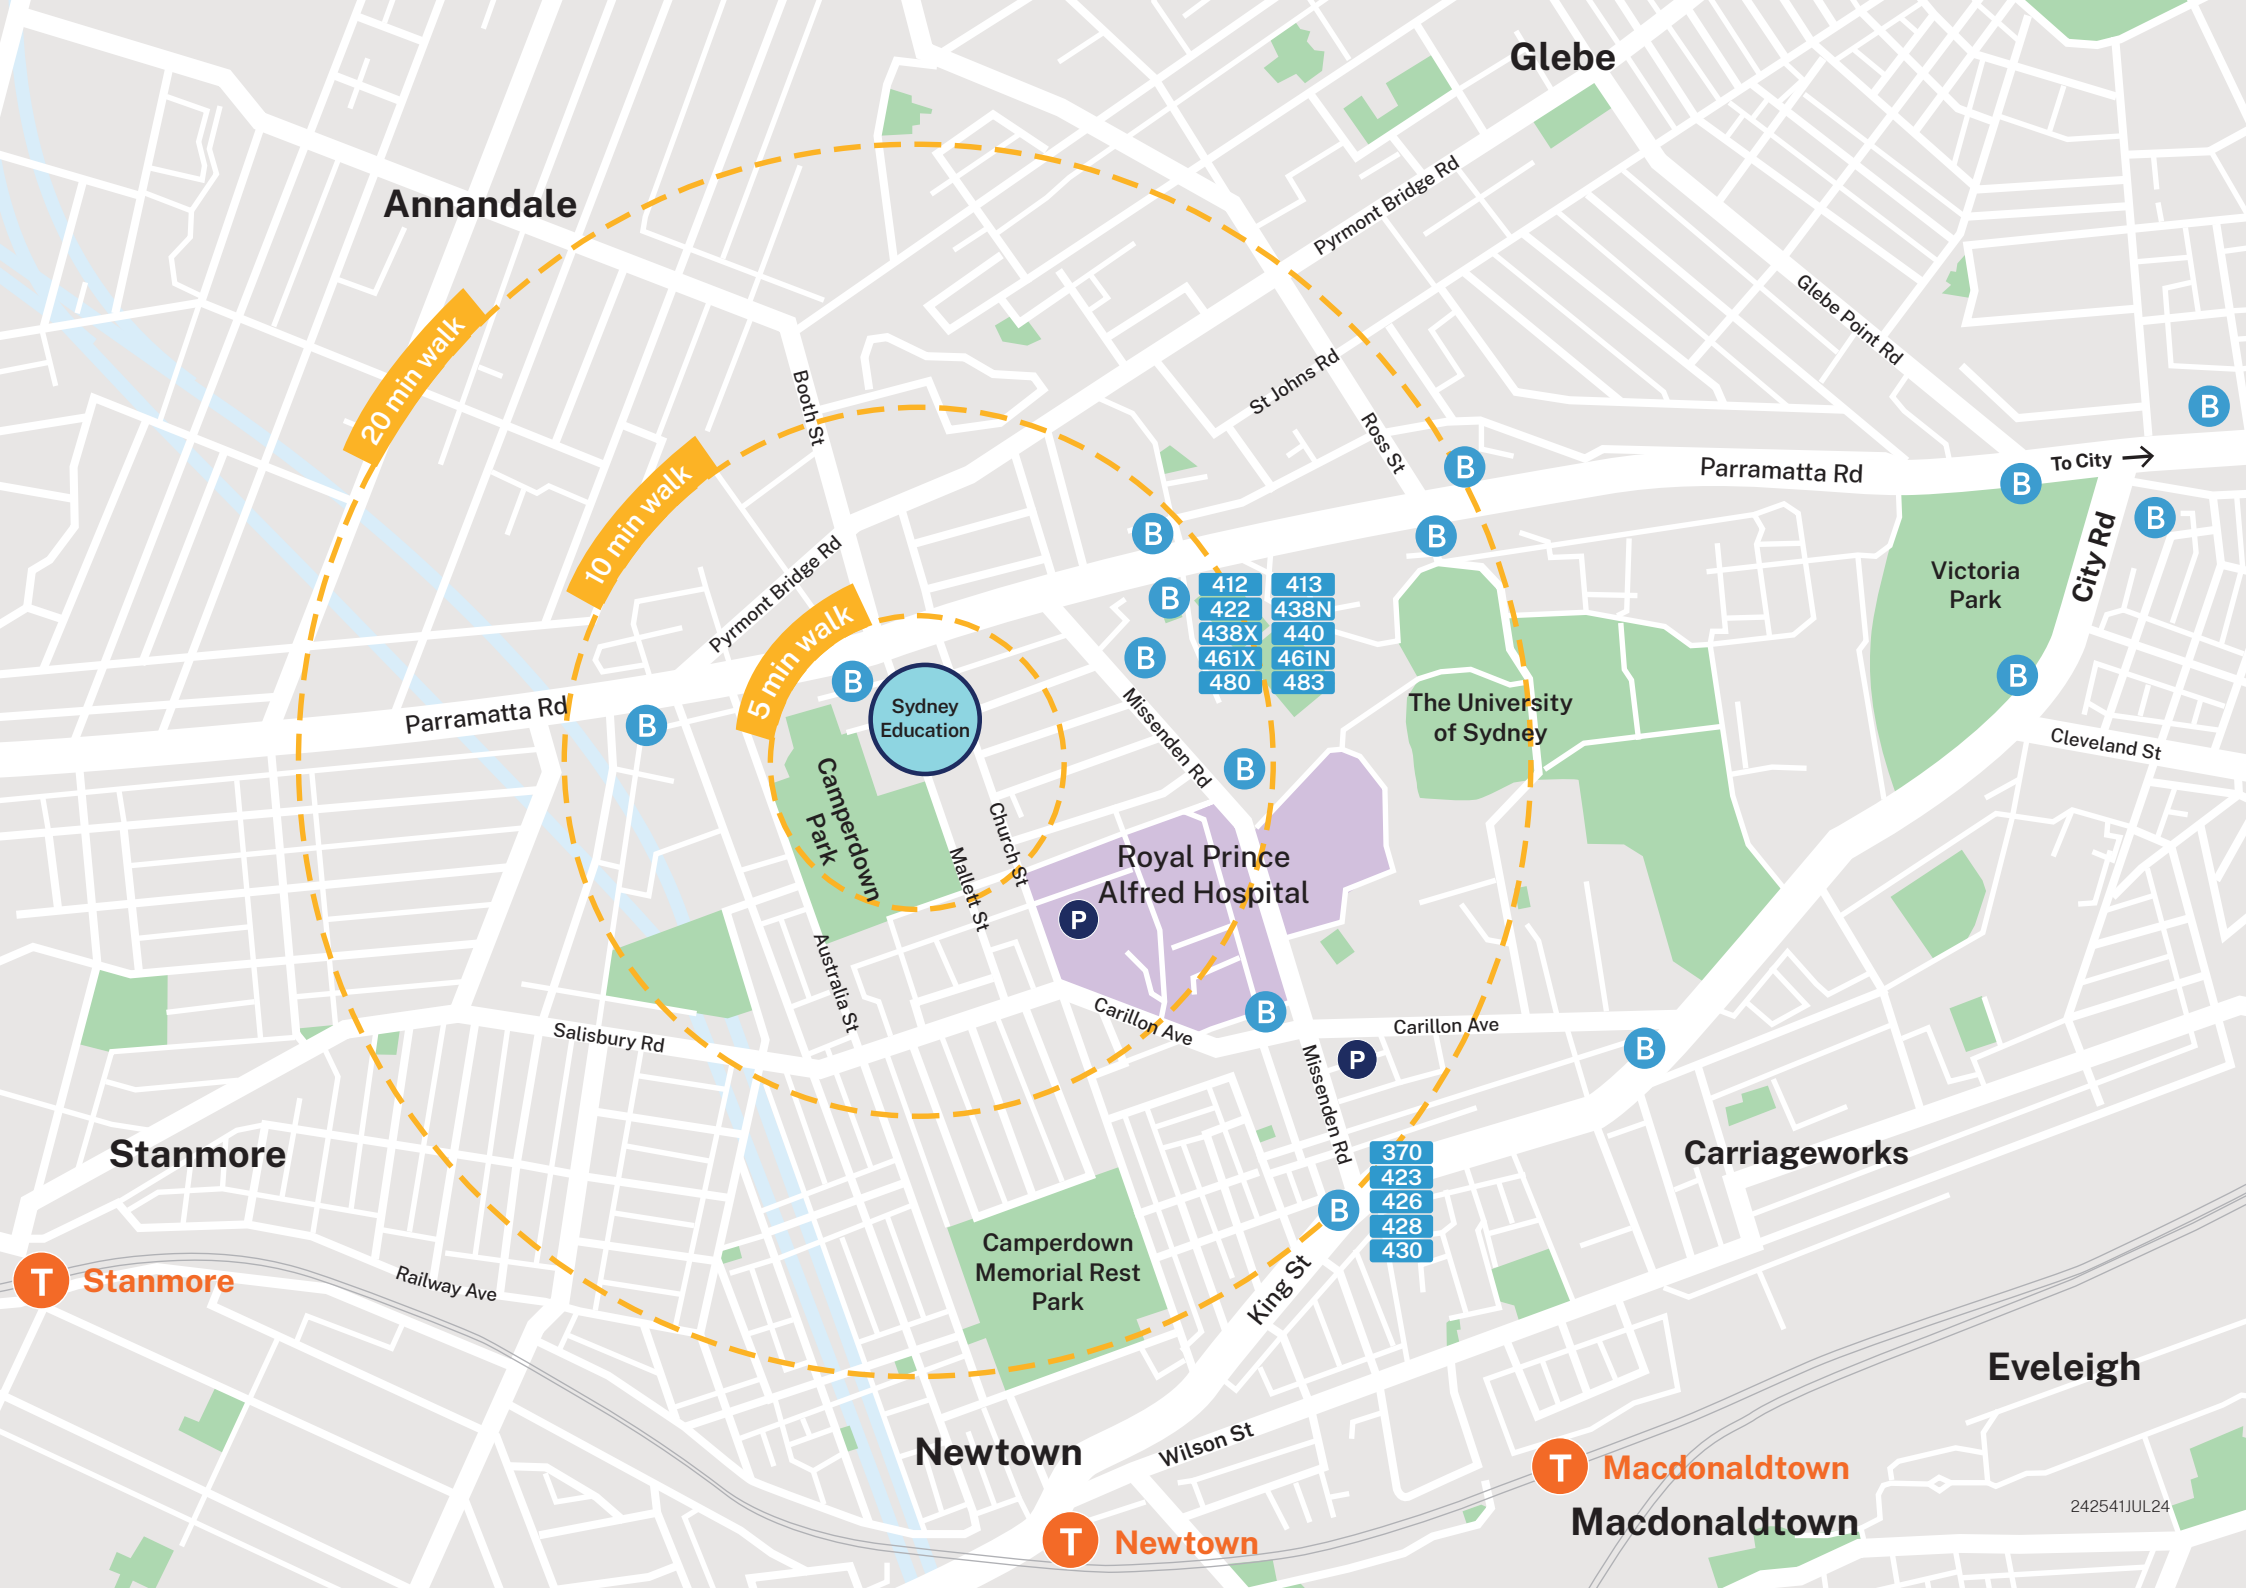 Glebe
Annandale
Pyrmont Bridge Rd
Glebe Point Rd
20 min walk
St Johns Rd
Booth St
Ross St
B
10 min walk
B
Parramatta Rd
To City
B
City Rd
B
B
B
Pyrmont Bridge Rd
5 min walk
B
412
413
422
438N
438X
440
461X
461N
480
483
Victoria
Park
B
B
B
Sydney
Education
Missenden Rd
The University
of Sydney
Parramatta Rd
B
Cleveland St
B
Camperdown
Park
Church St
Mallett St
Royal Prince
Alfred Hospital
P
Australia St
Carillon Ave
B
Carillon Ave
Salisbury Rd
P
B
Missenden Rd
Stanmore
370
423
426
428
430
Carriageworks
B
Camperdown
Memorial Rest
Park
T
Stanmore
Railway Ave
King St
Eveleigh
Newtown
Wilson St
T
Macdonaldtown
242541JUL24
Macdonaldtown
T
Newtown